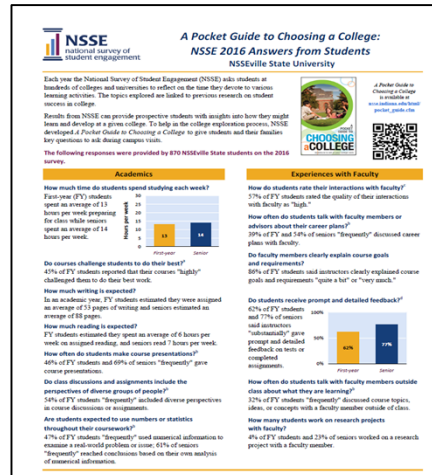 NSSE
national survey of
student engagement
A Pocket Guide to Choosing a College:
NSSE 2016 Answers from Students
NSSEville State University
Each year the National Survey of Student Engagement (NSSE) asks students at
hundreds of colleges and universities to reflect on the time they devote to various
learning activities. The topics explored are linked to previous research on student
success in college.
Results from NSSE can provide prospective students with insights into how they might
learn and develop at a given college. To help in the college exploration process, NSSE
developed A Pocket Guide to Choosing a College to give students and their families
key questions to ask during campus visits.
CHOOSING
a COLLEGE
A Pocket Guide to
Choosing a College
is available at
nsse.indiana.edu/html/
pocket_guide.cfm
The following responses were provided by 870 NSSEville State students on the 2016
survey.
Academics
How much time do students spend studying each week?
First-year (FY) students
spent an average of 13
hours per week preparing
for class while seniors
spent an average of 14
hours per week.
Hours per week
30
25
20
15
10
5
0
13
14
First-year
Senior
Do courses challenge students to do their best?
45% of FY students reported that their courses "highly"
challenged them to do their best work.
How much writing is expected?
In an academic year, FY students estimated they were assigned
an average of 55 pages of writing and seniors estimated an
average of 88 pages.
How much reading is expected?
FY students estimated they spent an average of 6 hours per
week on assigned reading, and seniors read 7 hours per week.
How often do students make course presentations?
46% of FY students and 69% of seniors "frequently" gave
course presentations.
Do class discussions and assignments include the
perspectives of diverse groups of people?
54% of FY students "frequently" included diverse perspectives
in course discussions or assignments.
Are students expected to use numbers or statistics
throughout their coursework?
47% of FY students "frequently" used numerical information
to examine a real-world problem or issue; 61% of seniors
"frequently" reached conclusions based on their own analysis
of numerical information.
Experiences with Faculty
How do students rate their interactions with faculty?
57% of FY students rated the quality of their interactions
with faculty as "high."
How often do students talk with faculty members or
advisors about their career plans?
39% of FY and 54% of seniors "frequently" discussed career
plans with faculty.
Do faculty members clearly explain course goals
and requirements?
86% of FY students said instructors clearly explained course
goals and requirements "quite a bit" or "very much."
Do students receive prompt and detailed feedback?
62% of FY students
and 77% of seniors
said instructors
"substantially" gave
prompt and detailed
feedback on tests or
completed
assignments.
100%
50%
0%
62%
77%
First-year
Senior
How often do students talk with faculty members outside
class about what they are learning?
32% of FY students "frequently" discussed course topics,
ideas, or concepts with a faculty member outside of class.
How many students work on research projects
with faculty?
4% of FY students and 23% of seniors worked on a research
project with a faculty member.